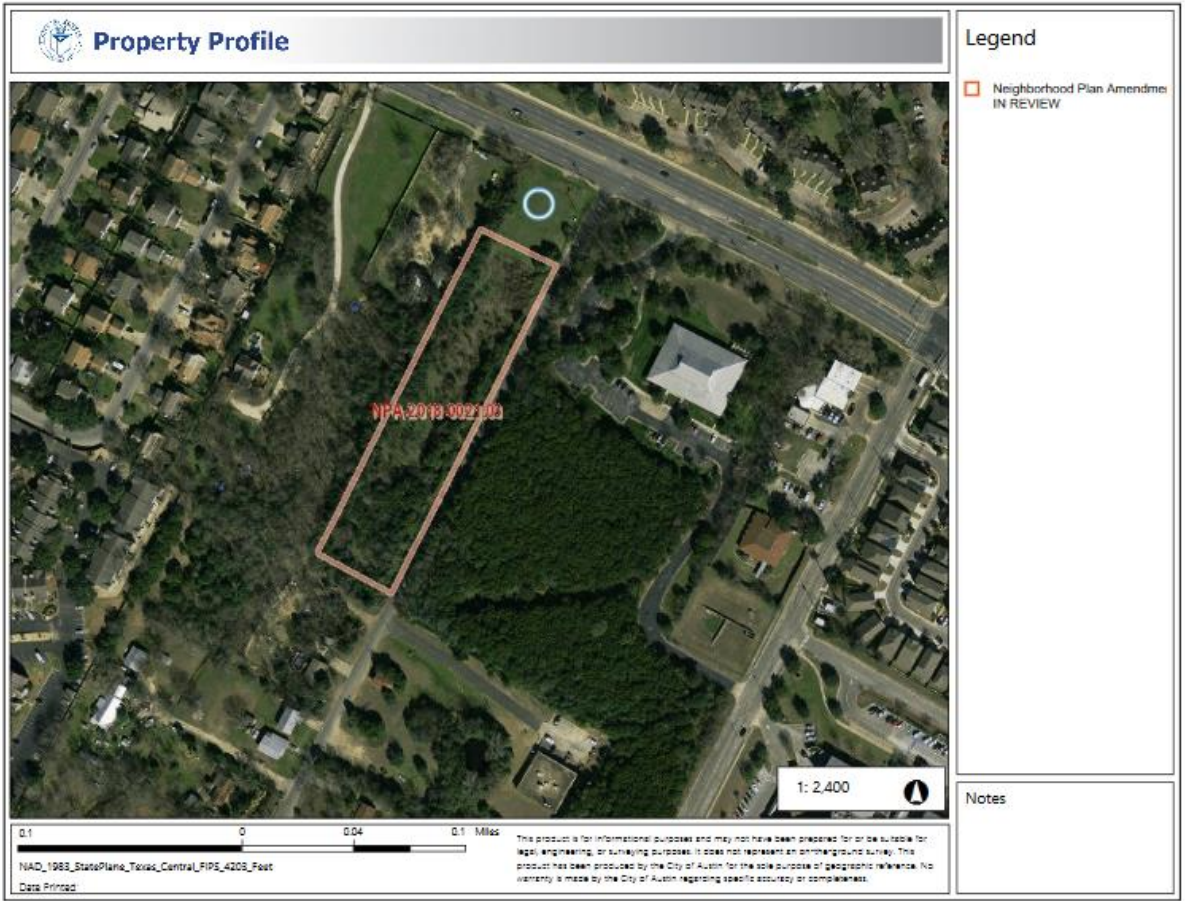 Property Profile
Legend
Neighborhood Plan Amendme
IN REVIEW
1: 2,400
Notes
0.1 0 0.04 0.1 Miles
NAD_1983_StatePlane_Texas_Central_FIPS_4203_Feet
Date Printed:
This product is for informational purposes and may not have been prepared for or be suitable for
legal, engineering, or surveying purposes. It does not represent an on-the-ground survey. This
product has been produced by the City of Austin for the sole purpose of geographic reference. No
warranty is made by the City of Austin regarding specific accuracy or completeness.